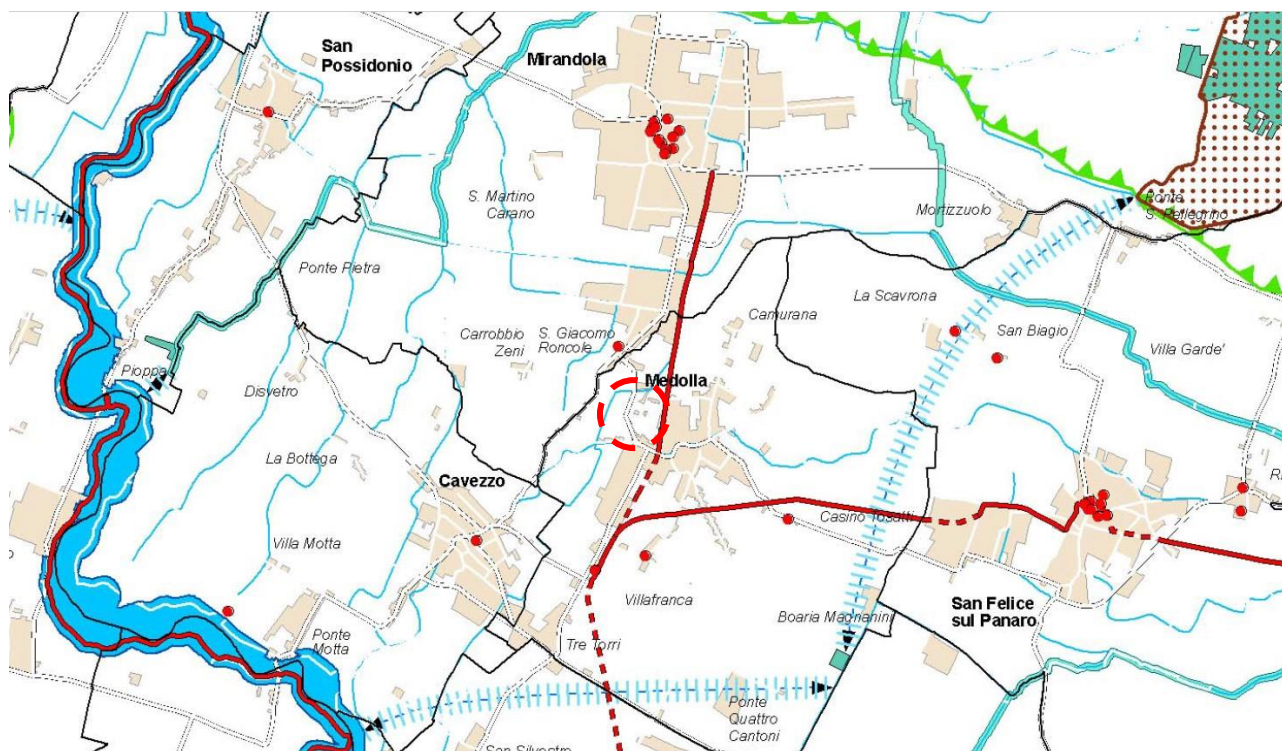 San
Possidonio
Mirandola
S. Martino
Carano
Mortizzuolo
Ponte
S. Pellegrino
Ponte Pietra
La Scavrona
Camurana
San Biagio
Carrobbio
Zeni
S. Giacomo
Roncole
Villa Garde'
Pioppa
Medolla
Disvetro
La Bottega
Cavezzo
Casino Tosatti
Villa Motta
Villafranca
Boaria Magnanini
San Felice
sul Panaro
Ponte
Motta
Tre Torri
Ponte
Quattro
Cantoni
San Silvestro